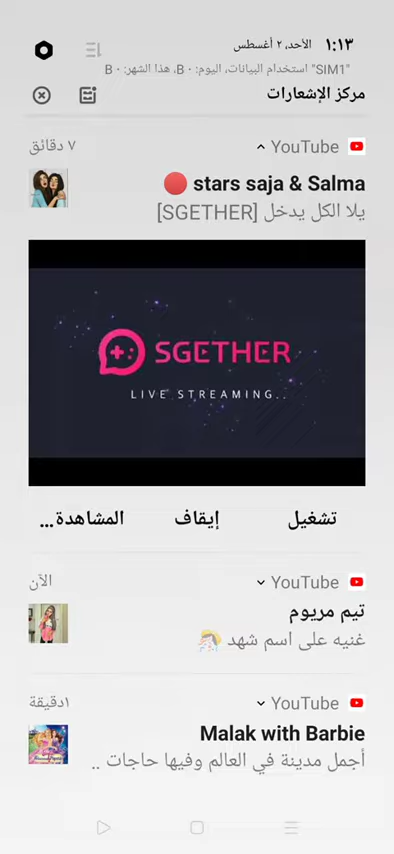 الأحد، ٢ أغسطس ١:١٣
"SIM1" استخدام البيانات، اليوم: ٠ B، هذا الشهر: ٠ B
مركز الإشعارات
YouTube ٧ دقائق
stars saja & Salma 🔴
يلا الكل يدخل [SGETHER]
SGETHER
LIVE STREAMING..
تشغيل إيقاف المشاهدة...
YouTube الآن
تيم مريوم
غنيه على اسم شهد
YouTube ١دقيقة
Malak with Barbie
أجمل مدينة في العالم وفيها حاجات ..